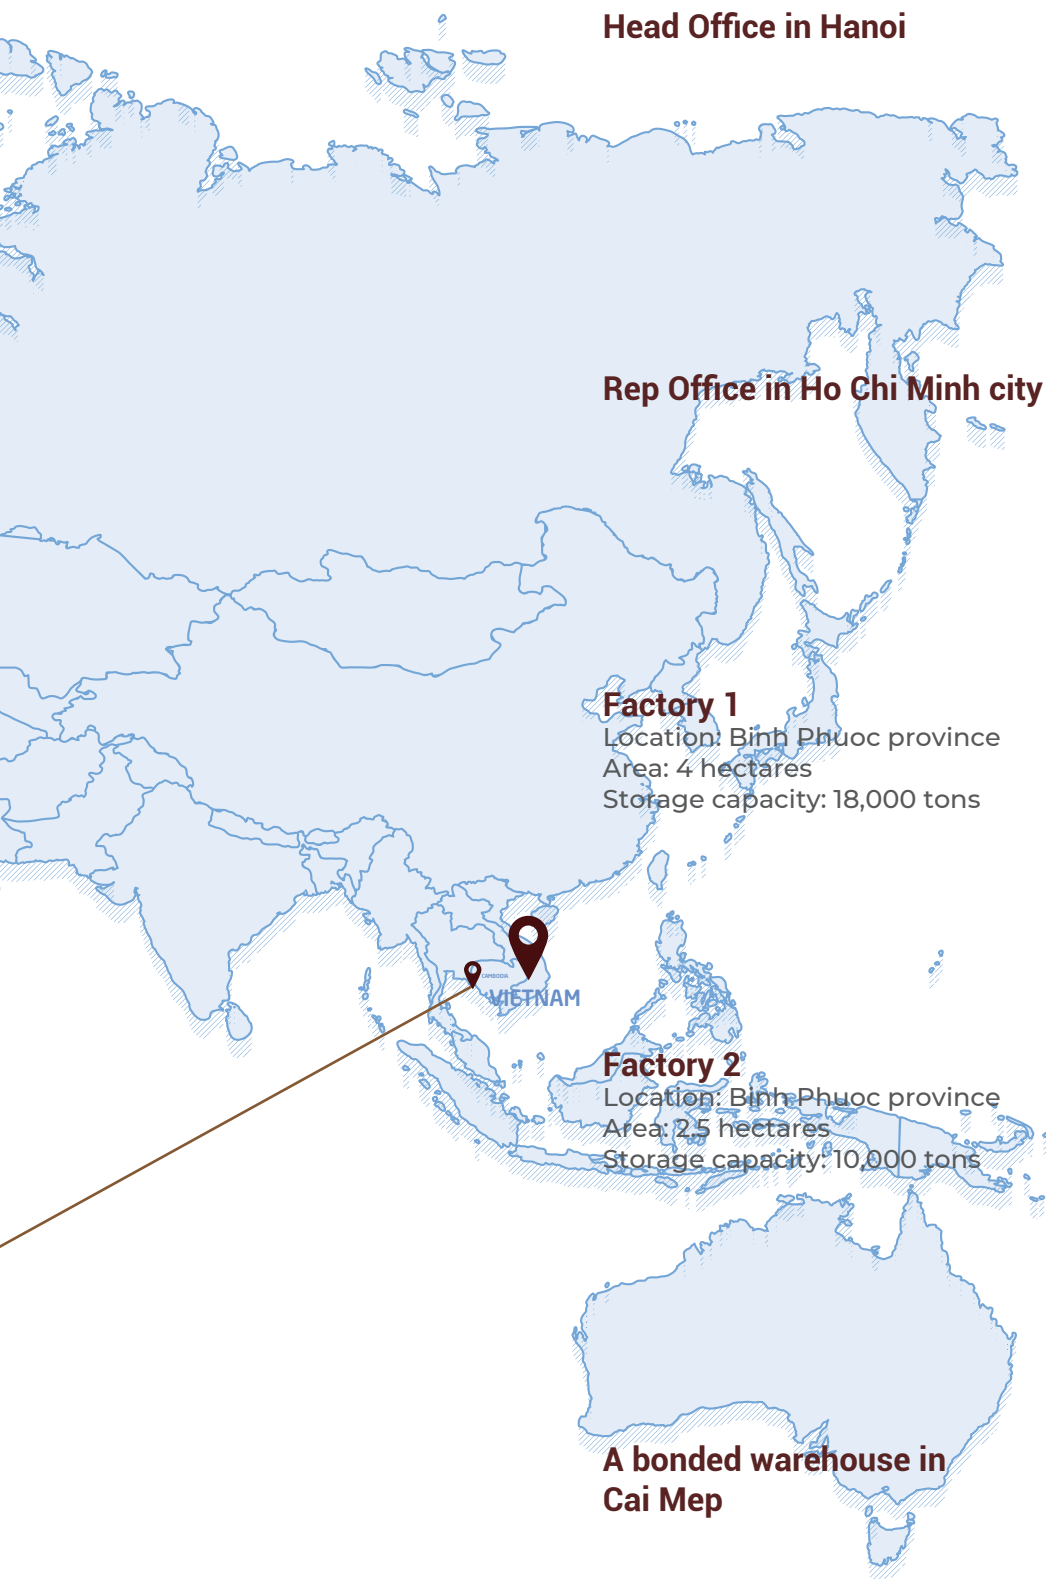 Head Office in Hanoi
Rep Office in Ho Chi Minh city
Factory 1
Location: Binh Phuoc province
Area: 4 hectares
Storage capacity: 18,000 tons
CAMBODIA
VIETNAM
Factory 2
Location: Binh Phuoc province
Area: 2.5 hectares
Storage capacity: 10,000 tons
A bonded warehouse in
Cai Mep